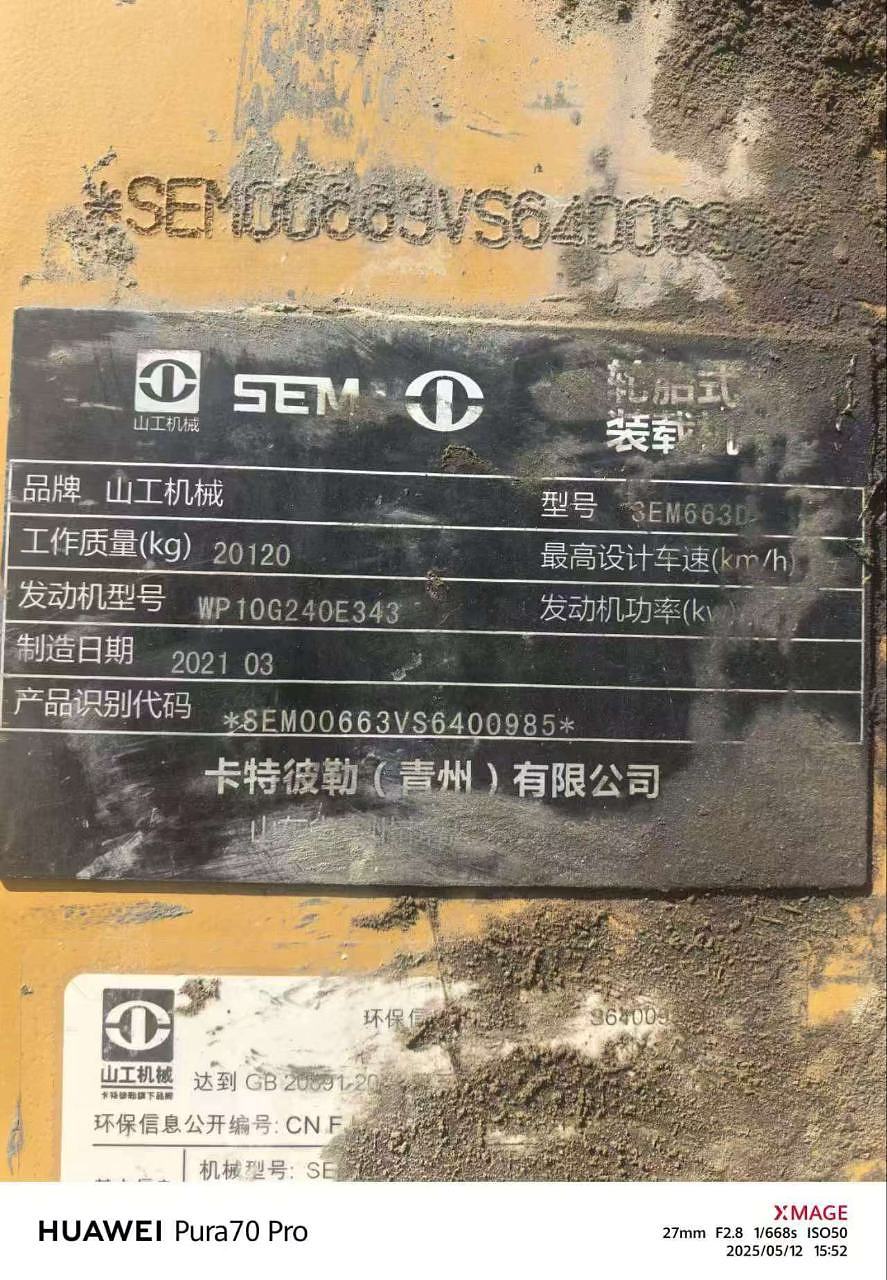 *SEM00663VS640098
山工机械
SEM
轮胎式
装载机
品牌 山工机械
型号 SEM663D
工作质量(kg) 20120
最高设计车速(km/h)
发动机型号 WP10G240E343
发动机功率(kw)
制造日期 2021 03
产品识别代码 *SEM00663VS6400985*
卡特彼勒(青州)有限公司
环保信
S64009
山工机械
卡特彼勒旗下品牌
达到 GB 20891-20
环保信息公开编号: CN F
机械型号: SE
HUAWEI Pura70 Pro
XMAGE
27mm F2.8 1/668s ISO50
2025/05/12 15:52